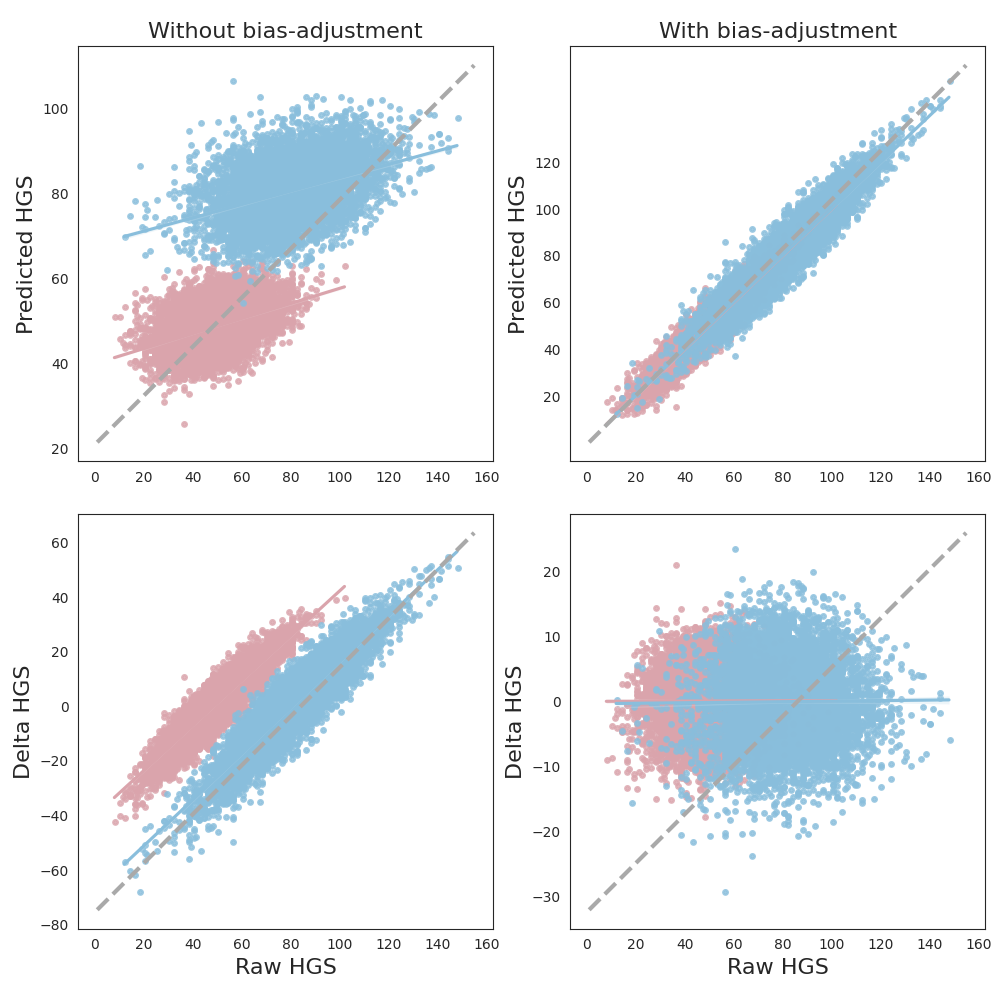 Without bias-adjustment
With bias-adjustment
Predicted HGS
100
80
60
40
20
0 20 40 60 80 100 120 140 160
Predicted HGS
120
100
80
60
40
20
0 20 40 60 80 100 120 140 160
Delta HGS
60
40
20
0
−20
−40
−60
−80
0 20 40 60 80 100 120 140 160
Raw HGS
Delta HGS
20
10
0
−10
−20
−30
0 20 40 60 80 100 120 140 160
Raw HGS